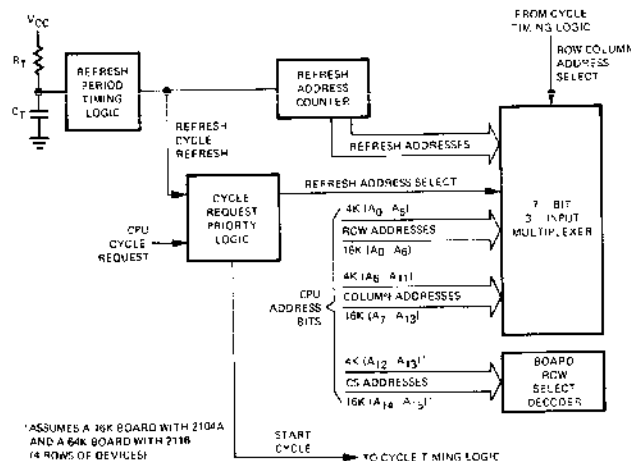 VCC
RT
CT
REFRESH
PERIOD
TIMING
LOGIC
REFRESH
ADDRESS
COUNTER
FROM CYCLE
TIMING LOGIC
ROW COLUMN
ADDRESS
SELECT
REFRESH
CYCLE
REFRESH
REFRESH ADDRESSES
CYCLE
REQUEST
PRIORITY
LOGIC
REFRESH ADDRESS SELECT
CPU
CYCLE
REQUEST
7 BIT
3 INPUT
MULTIPLEXER
4K (A0 A5)
ROW ADDRESSES
16K (A0 A6)
CPU
ADDRESS
BITS
4K (A6 A11)
COLUMN ADDRESSES
16K (A7 A13)
4K (A12 A13)*
CS ADDRESSES
16K (A14 A15)*
BOARD
ROW
SELECT
DECODER
*ASSUMES A 16K BOARD WITH 2104A
AND A 64K BOARD WITH 2116
(4 ROWS OF DEVICES)
START
CYCLE
TO CYCLE TIMING LOGIC